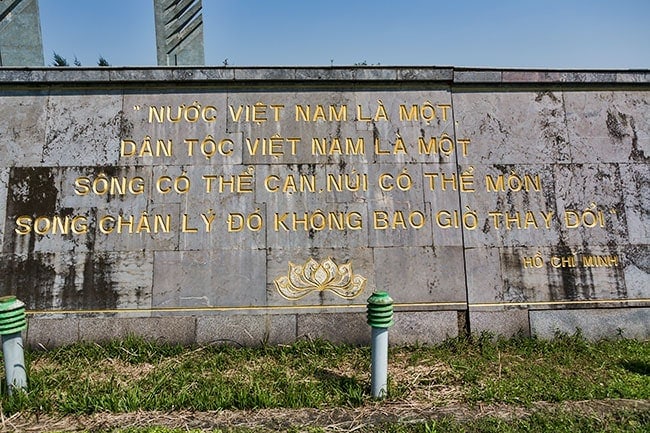 "NƯỚC VIỆT NAM LÀ MỘT,
DÂN TỘC VIỆT NAM LÀ MỘT
SÔNG CÓ THỂ CẠN, NÚI CÓ THỂ MÒN
SONG CHÂN LÝ ĐÓ KHÔNG BAO GIỜ THAY ĐỔI"
HỒ CHÍ MINH